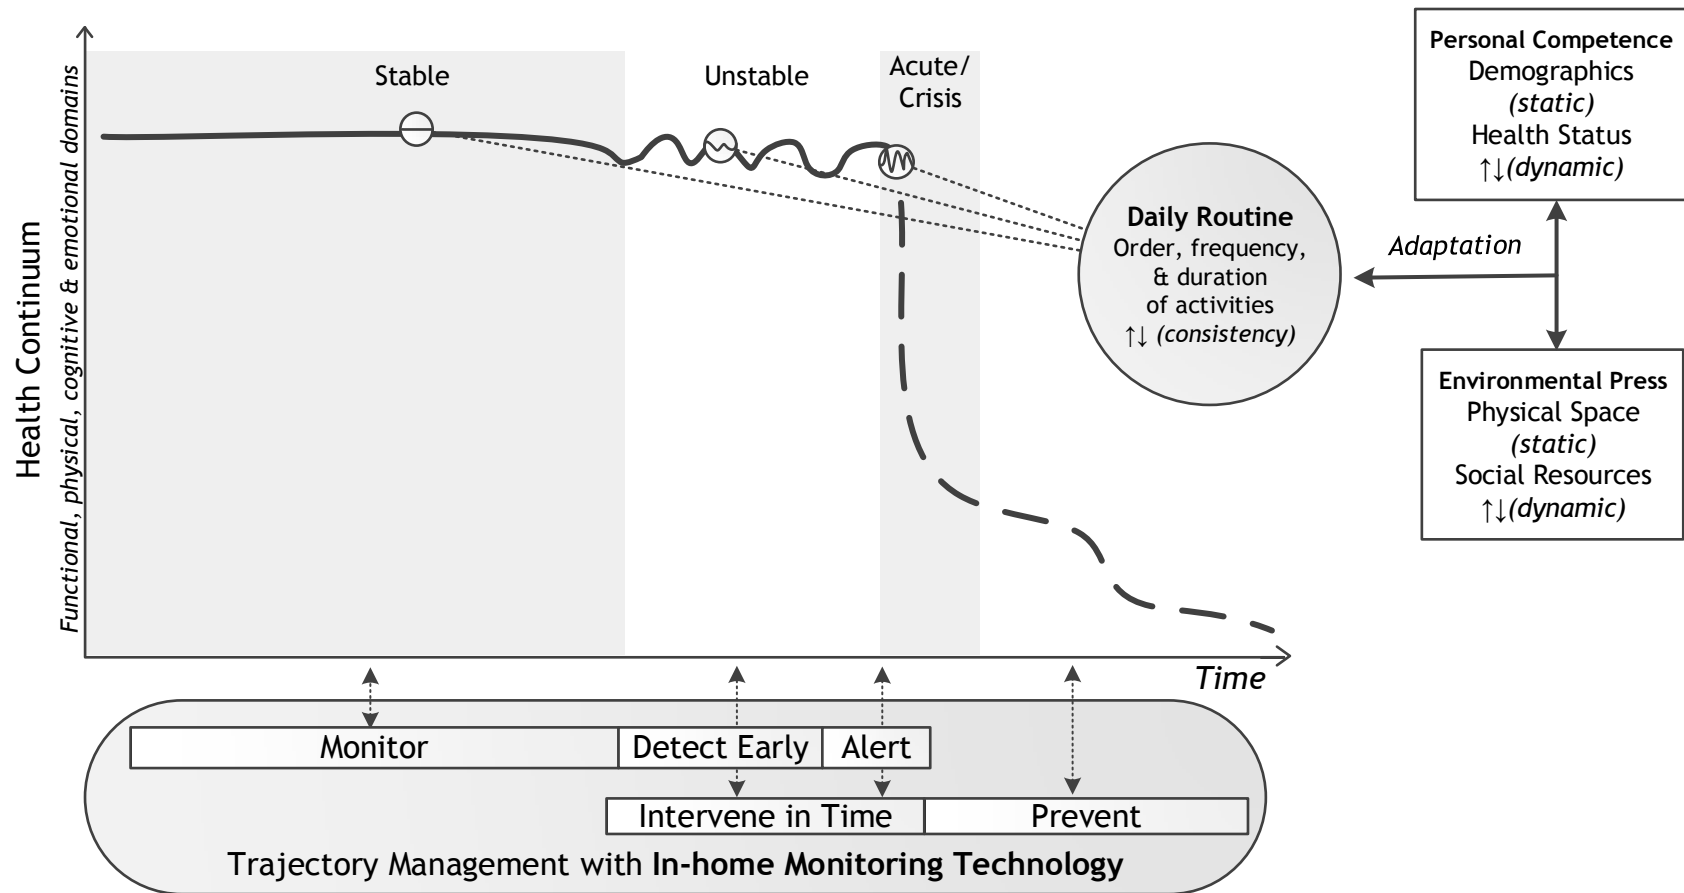 Health Continuum
Functional, physical, cognitive & emotional domains
Stable
Unstable
Acute/
Crisis
Daily Routine
Order, frequency,
& duration
of activities
↑↓ (consistency)
Adaptation
Personal Competence
Demographics
(static)
Health Status
↑↓(dynamic)
Environmental Press
Physical Space
(static)
Social Resources
↑↓(dynamic)
Time
Monitor
Detect Early
Alert
Intervene in Time
Prevent
Trajectory Management with In-home Monitoring Technology